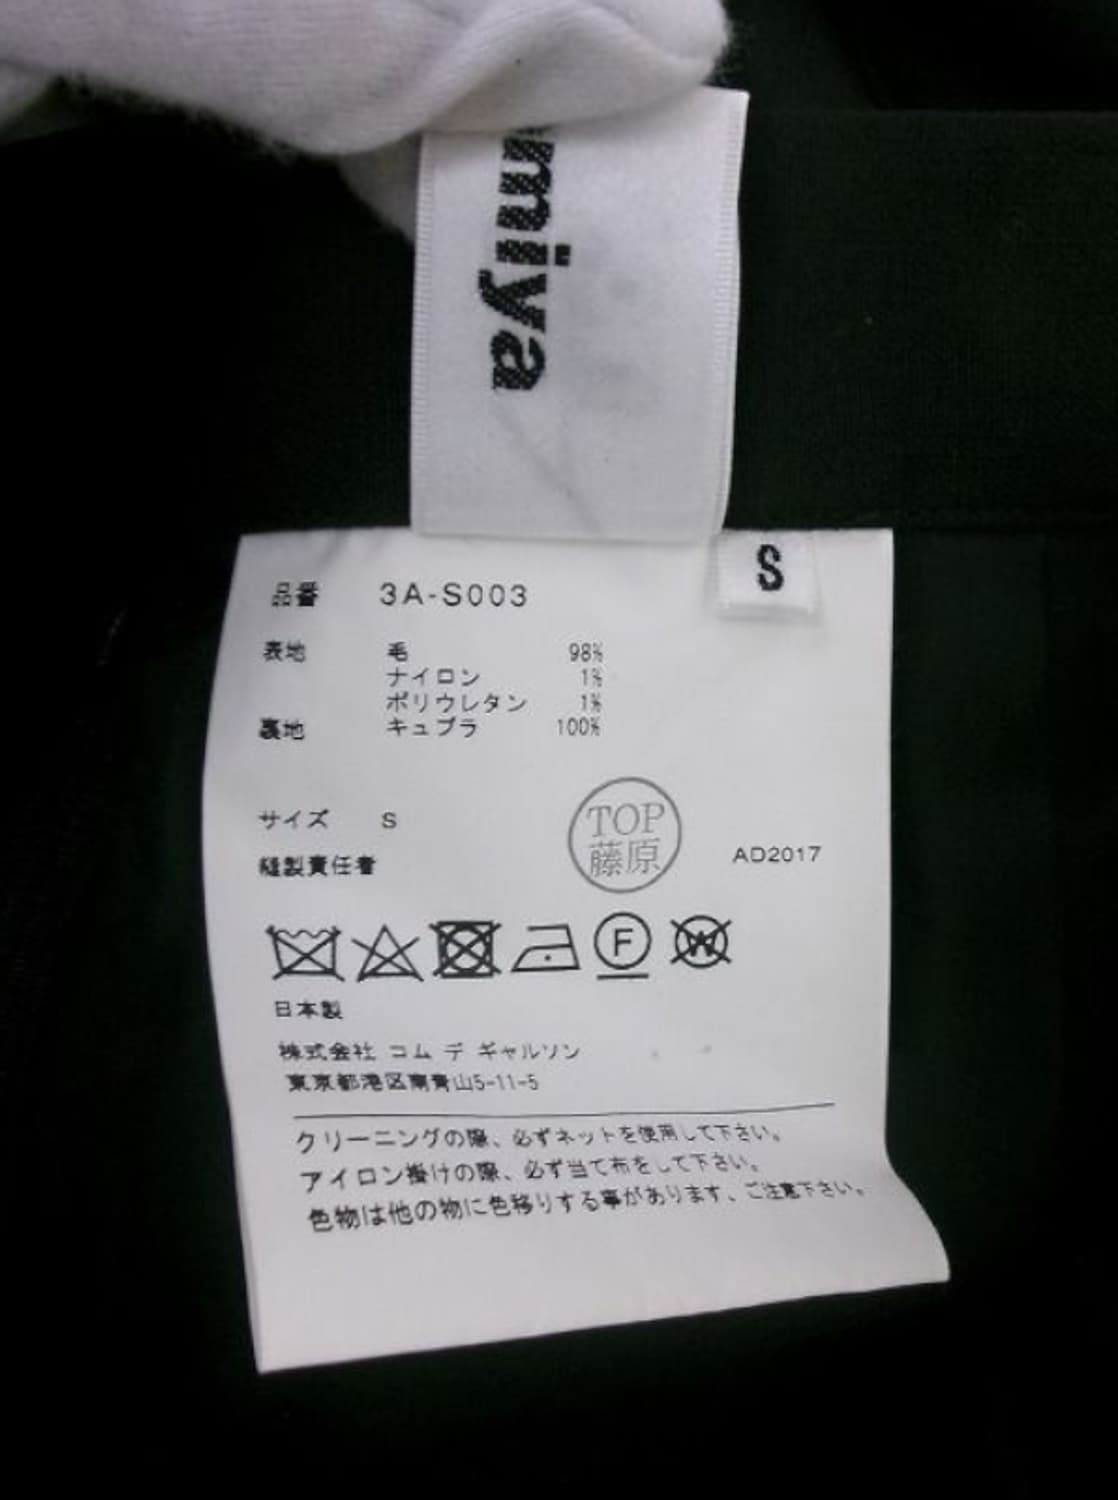 miya
S
品番 3A-S003
表地 毛 98%
ナイロン 1%
ポリウレタン 1%
裏地 キュプラ 100%
サイズ S
TOP
藤原
縫製責任者
AD2017
F
W
日本製
株式会社 コム デ ギャルソン
東京都港区南青山5-11-5
クリーニングの際、必ずネットを使用して下さい。
アイロン掛けの際、必ず当て布をして下さい。
色物は他の物に色移りする事があります、ご注意下さい。